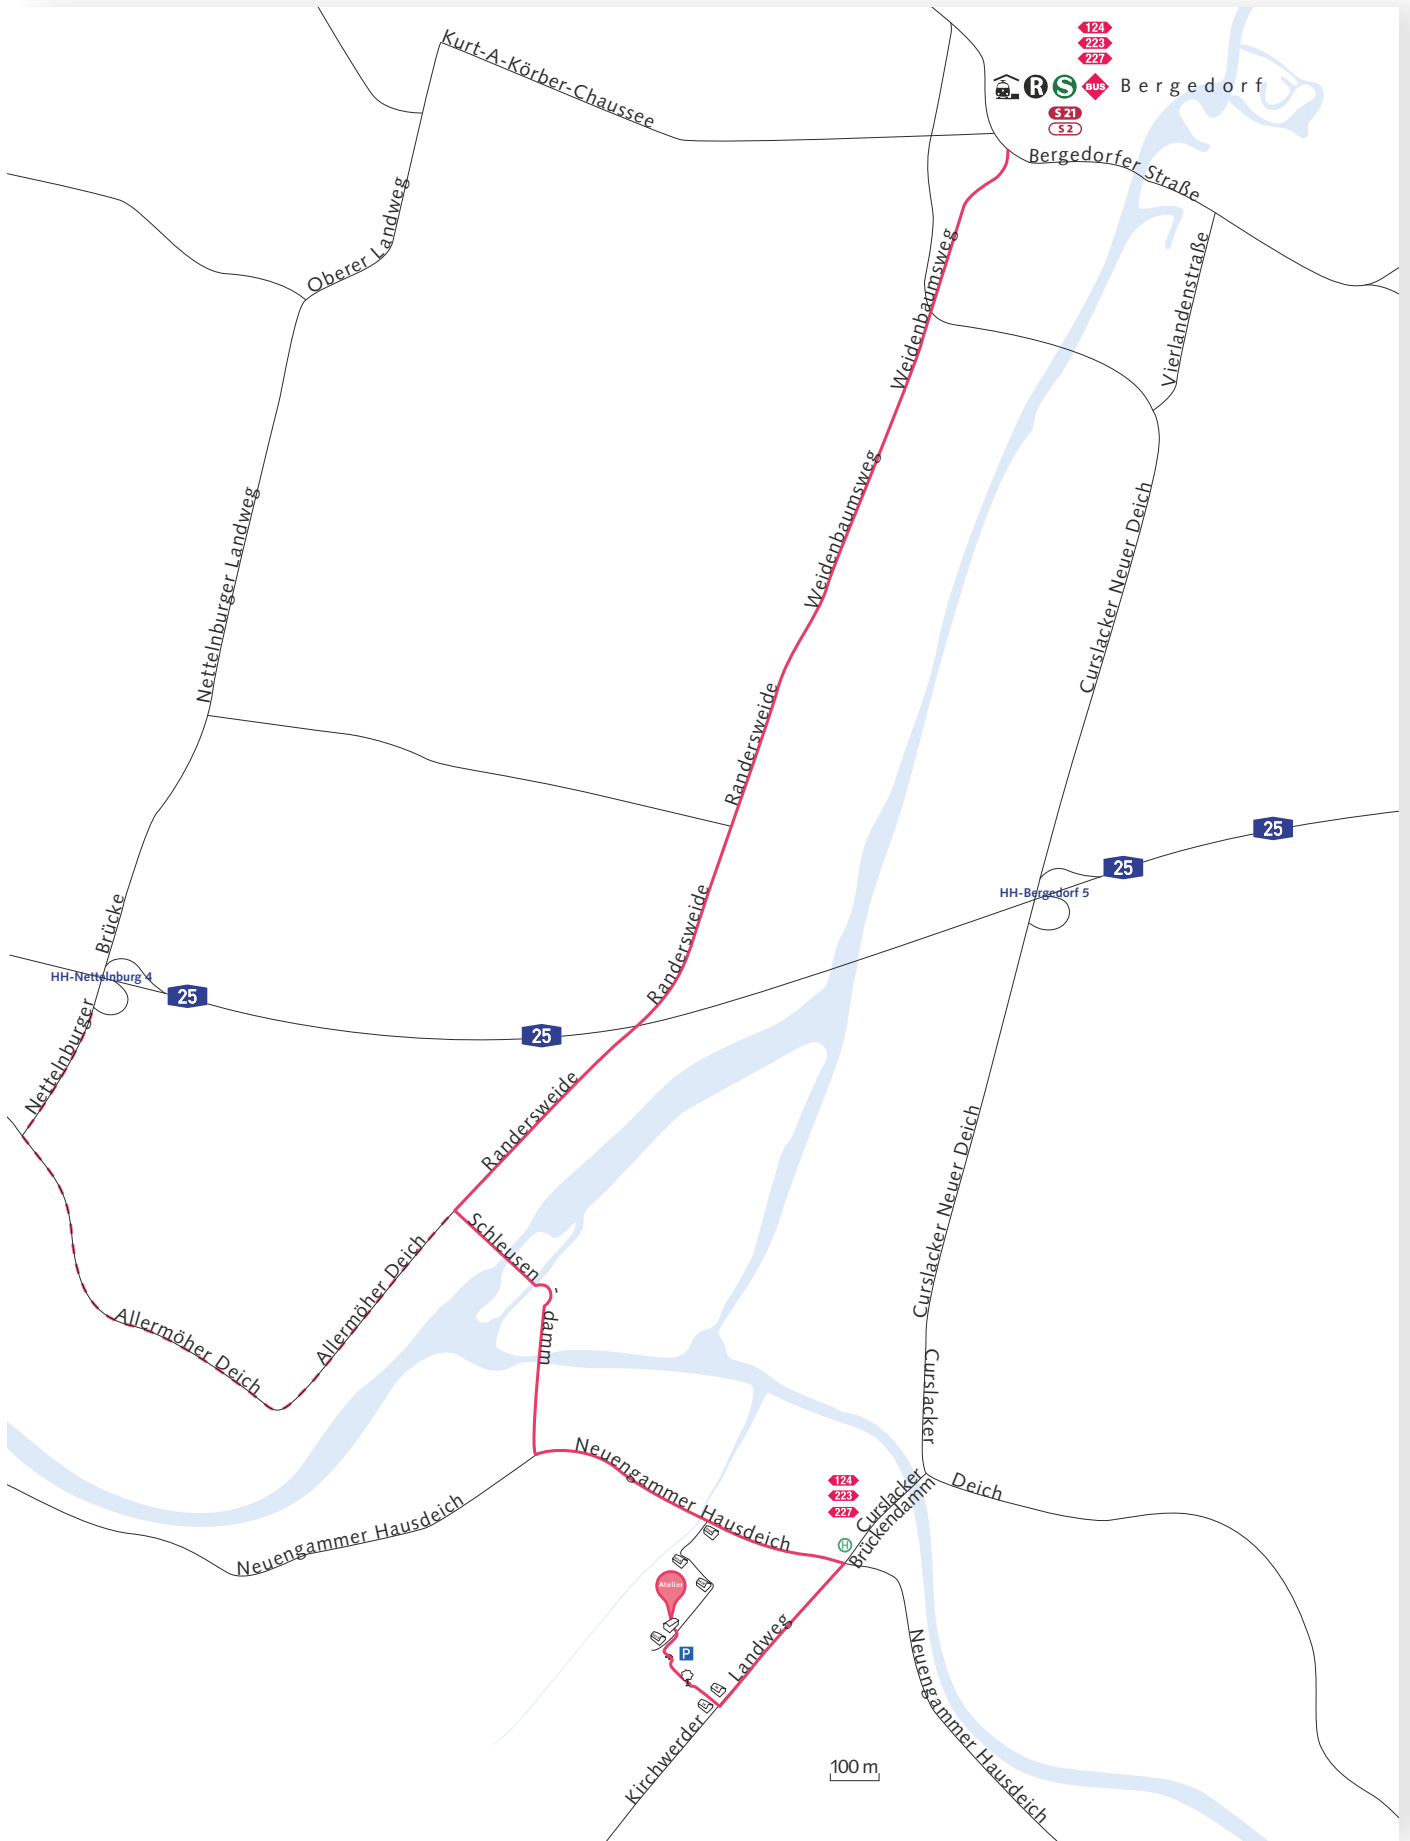 124
223
227
Kurt-A-Körber-Chaussee
R
S
BUS
Bergedorf
S 21
S 2
Bergedorfer Straße
Oberer Landweg
Weidenbaumsweg
Vierlandenstraße
Weidenbaumsweg
Nettelnburger Landweg
Curslacker Neuer Deich
Randersweide
25
25
HH-Bergedorf 5
Brücke
Randersweide
HH-Nettelnburg 4
25
25
Nettelnburger
Randersweide
Curslacker Neuer Deich
Schleusen
-
damm
Allermöher Deich
Allermöher Deich
Curslacker
Neuengammer Hausdeich
124
223
227
Curslacker
Brückendamm
Deich
Neuengammer Hausdeich
H
Atelier
P
Landweg
Neuengammer Hausdeich
Kirchwerder
100 m